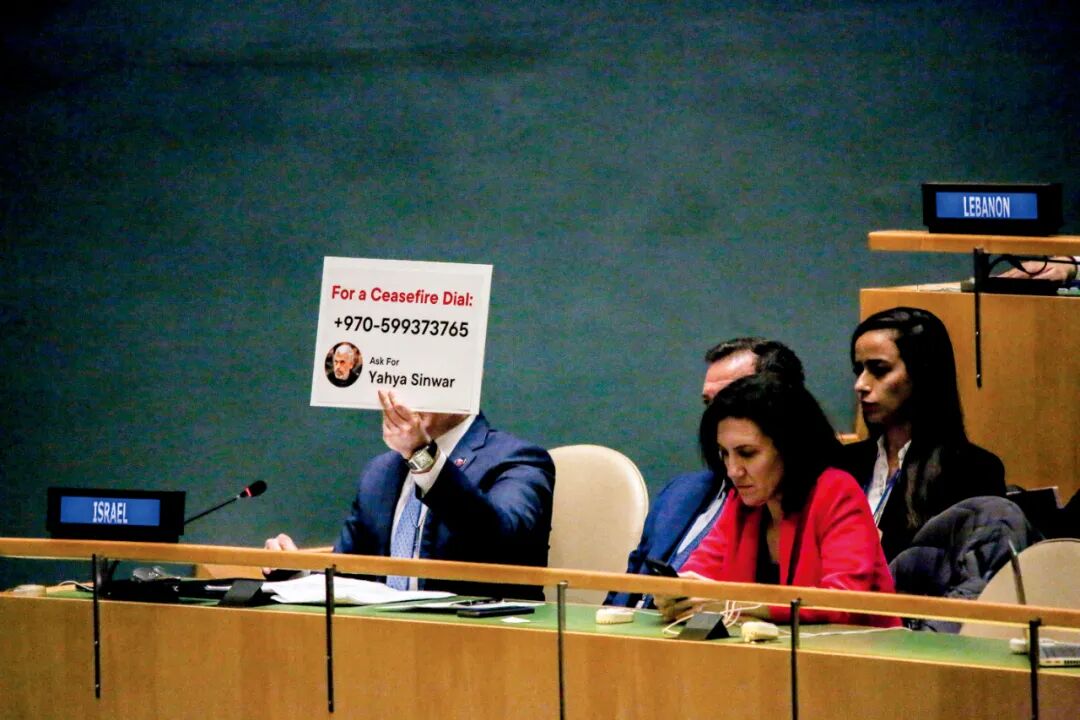 For a Ceasefire Dial:
+970-599373765
Ask For
Yahya Sinwar
LEBANON
ISRAEL